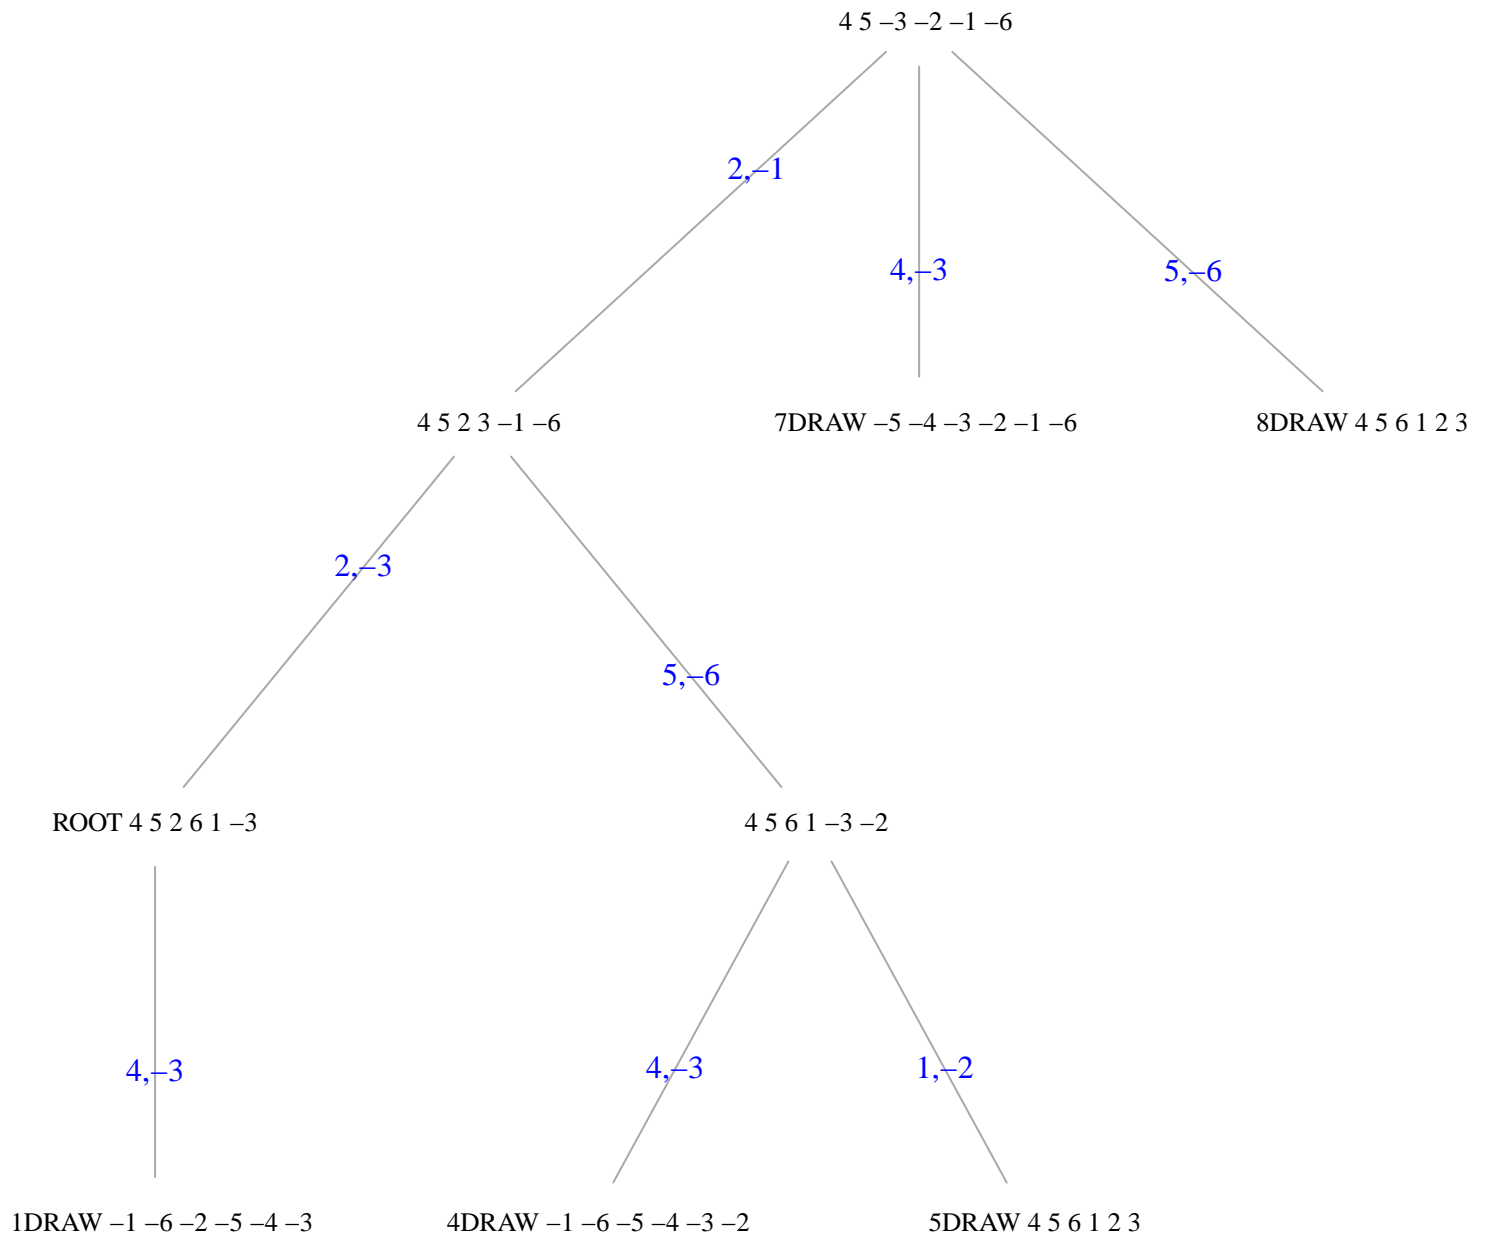 4 5 –3 –2 –1 –6
2,–1
4,–3
5,–6
4 5 2 3 –1 –6
7DRAW –5 –4 –3 –2 –1 –6
8DRAW 4 5 6 1 2 3
2,–3
5,–6
ROOT 4 5 2 6 1 –3
4 5 6 1 –3 –2
4,–3
4,–3
1,–2
1DRAW –1 –6 –2 –5 –4 –3
4DRAW –1 –6 –5 –4 –3 –2
5DRAW 4 5 6 1 2 3